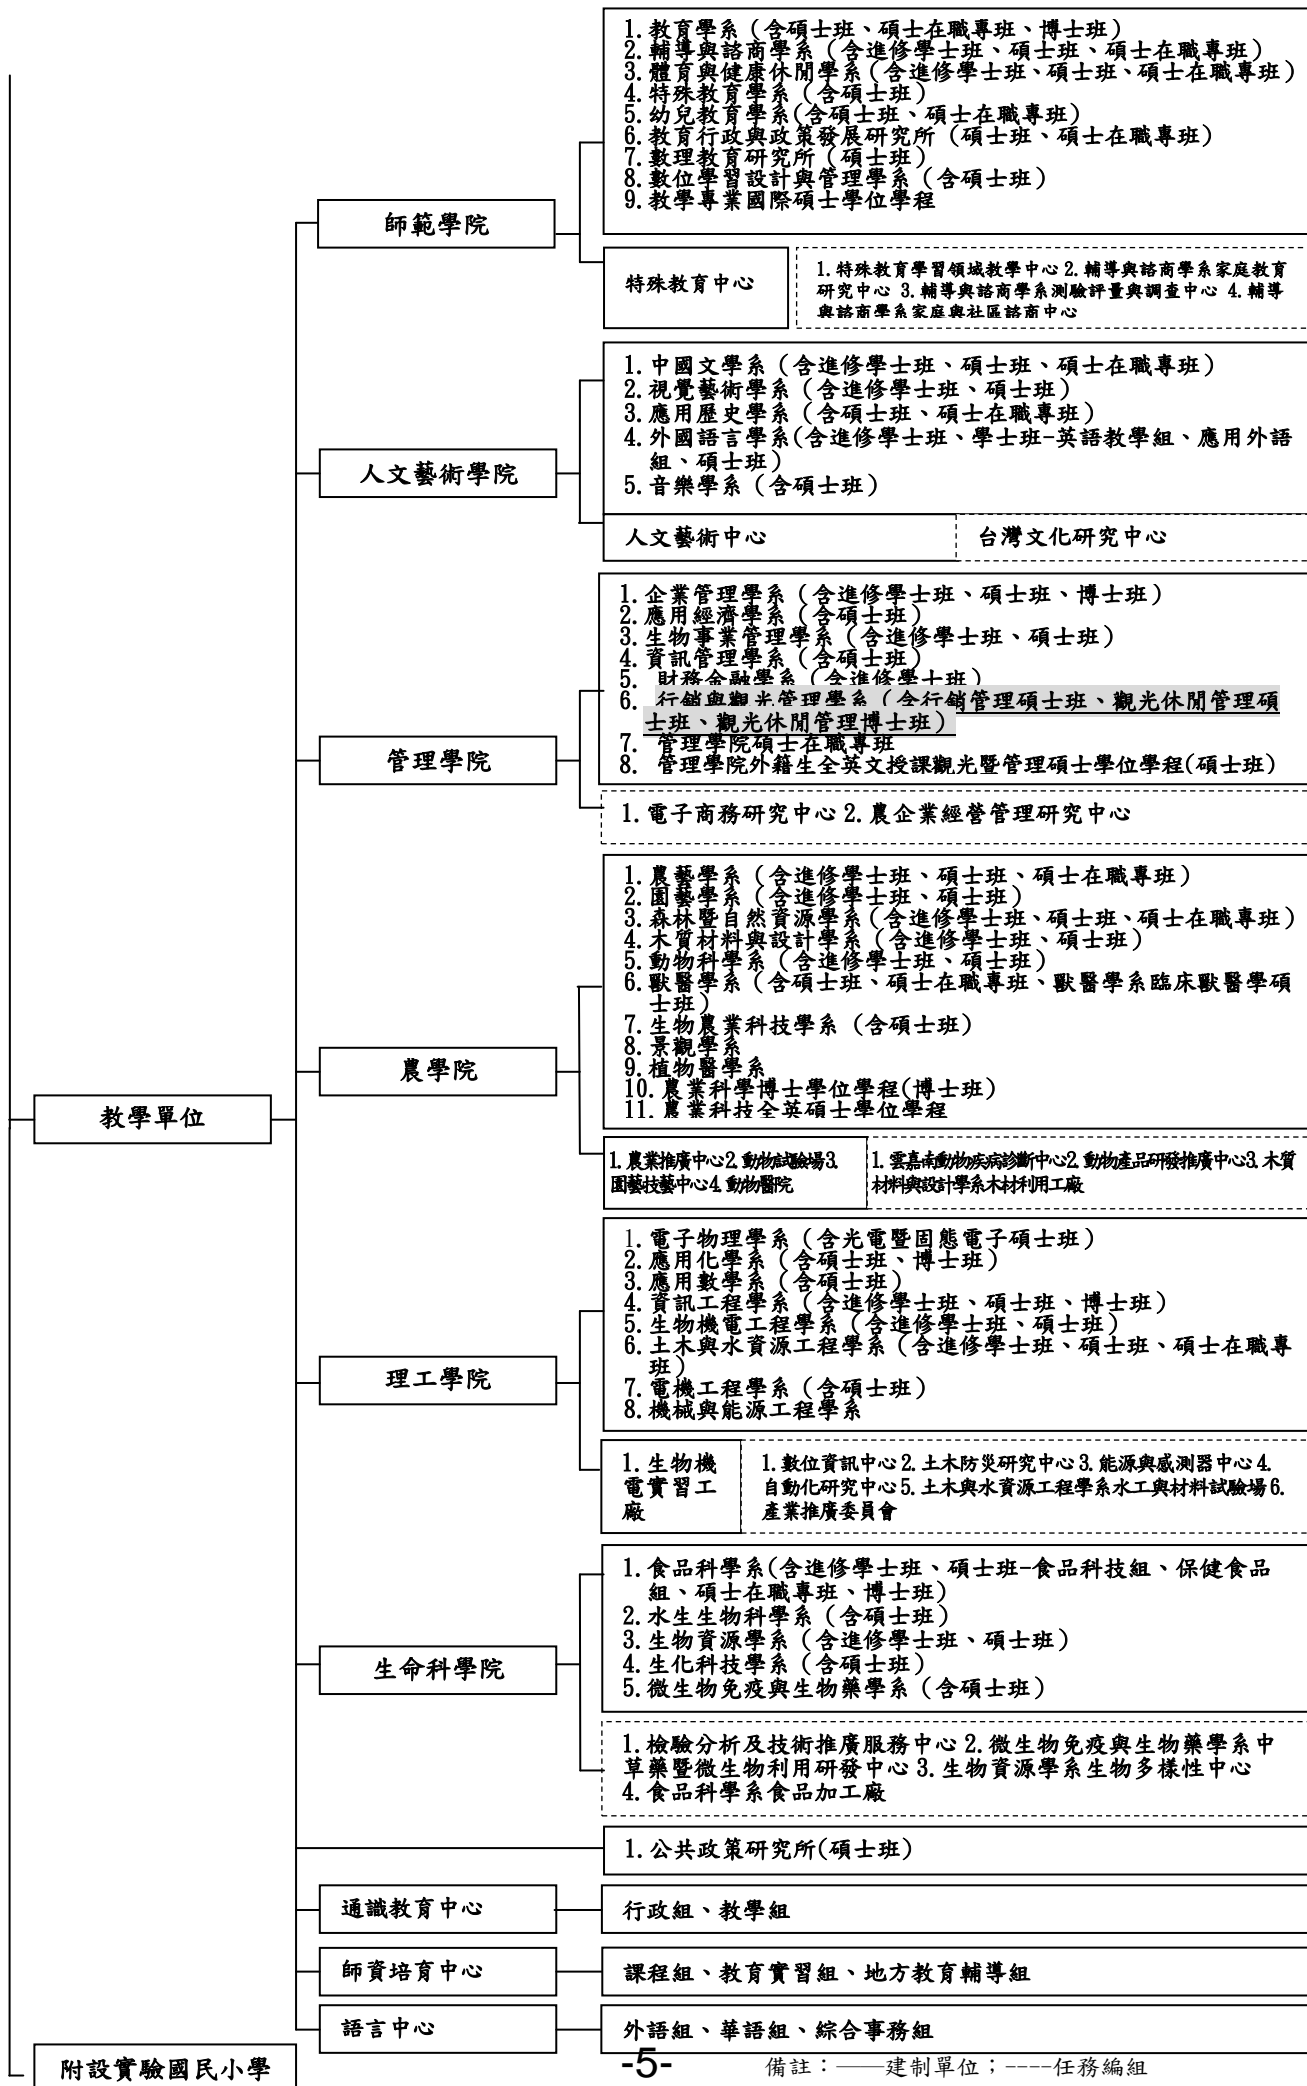 1.教育學系（含碩士班、碩士在職專班、博士班）
2.輔導與諮商學系（含進修學士班、碩士班、碩士在職專班）
3.體育與健康休閒學系（含進修學士班、碩士班、碩士在職專班）
4.特殊教育學系（含碩士班）
5.幼兒教育學系(含碩士班、碩士在職專班）
6.教育行政與政策發展研究所（碩士班、碩士在職專班）
7.數理教育研究所（碩士班）
8.數位學習設計與管理學系（含碩士班）
9.教學專業國際碩士學位學程
師範學院
特殊教育中心
1.特殊教育學習領域教學中心 2.輔導與諮商學系家庭教育
研究中心 3.輔導與諮商學系測驗評量與調查中心 4.輔導
與諮商學系家庭與社區諮商中心
1.中國文學系（含進修學士班、碩士班、碩士在職專班）
2.視覺藝術學系（含進修學士班、碩士班）
3.應用歷史學系（含碩士班、碩士在職專班）
4.外國語言學系(含進修學士班、學士班-英語教學組、應用外語
組、碩士班）
5.音樂學系（含碩士班）
人文藝術學院
人文藝術中心
台灣文化研究中心
1.企業管理學系（含進修學士班、碩士班、博士班）
2.應用經濟學系（含碩士班）
3.生物事業管理學系（含進修學士班、碩士班）
4.資訊管理學系（含碩士班）
5. 財務金融學系（含進修學士班）
6. 行銷與觀光管理學系（含行銷管理碩士班、觀光休閒管理碩
士班、觀光休閒管理博士班）
7. 管理學院碩士在職專班
8. 管理學院外籍生全英文授課觀光暨管理碩士學位學程(碩士班)
管理學院
1.電子商務研究中心 2.農企業經營管理研究中心
1.農藝學系（含進修學士班、碩士班、碩士在職專班）
2.園藝學系（含進修學士班、碩士班）
3.森林暨自然資源學系(含進修學士班、碩士班、碩士在職專班）
4.木質材料與設計學系（含進修學士班、碩士班）
5.動物科學系（含進修學士班、碩士班）
6.獸醫學系（含碩士班、碩士在職專班、獸醫學系臨床獸醫學碩
士班）
7.生物農業科技學系（含碩士班）
8.景觀學系
9.植物醫學系
10.農業科學博士學位學程(博士班)
11.農業科技全英碩士學位學程
農學院
教學單位
1.農業推廣中心2.動物試驗場3.
園藝技藝中心4.動物醫院
1.雲嘉南動物疾病診斷中心2.動物產品研發推廣中心3.木質
材料與設計學系木材利用工廠
1.電子物理學系（含光電暨固態電子碩士班）
2.應用化學系（含碩士班、博士班）
3.應用數學系（含碩士班）
4.資訊工程學系（含進修學士班、碩士班、博士班）
5.生物機電工程學系（含進修學士班、碩士班）
6.土木與水資源工程學系（含進修學士班、碩士班、碩士在職專
班）
7.電機工程學系（含碩士班）
8.機械與能源工程學系
理工學院
1.生物機
電實習工
廠
1.數位資訊中心 2.土木防災研究中心 3.能源與感測器中心 4.
自動化研究中心 5.土木與水資源工程學系水工與材料試驗場 6.
產業推廣委員會
1.食品科學系(含進修學士班、碩士班-食品科技組、保健食品
組、碩士在職專班、博士班）
2.水生生物科學系（含碩士班）
3.生物資源學系（含進修學士班、碩士班）
4.生化科技學系（含碩士班）
5.微生物免疫與生物藥學系（含碩士班）
生命科學院
1.檢驗分析及技術推廣服務中心 2.微生物免疫與生物藥學系中
草藥暨微生物利用研發中心 3.生物資源學系生物多樣性中心
4.食品科學系食品加工廠
1.公共政策研究所(碩士班)
通識教育中心
行政組、教學組
師資培育中心
課程組、教育實習組、地方教育輔導組
語言中心
外語組、華語組、綜合事務組
附設實驗國民小學
-5-
備註：——建制單位；----任務編組